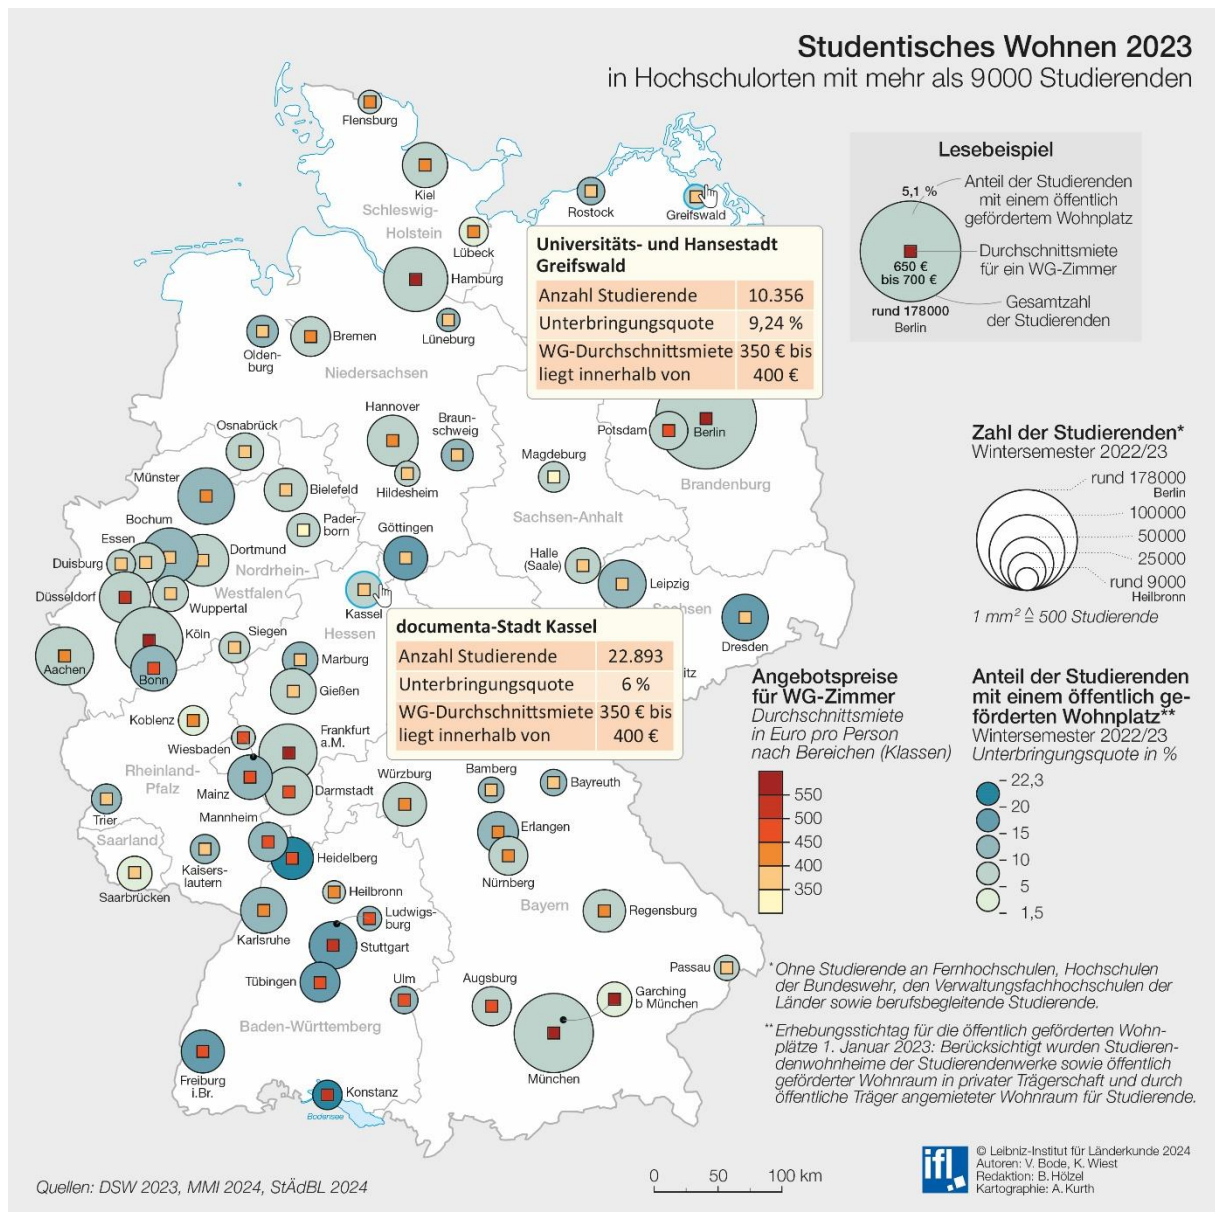 Studentisches Wohnen 2023
in Hochschulorten mit mehr als 9000 Studierenden
Flensburg
Kiel
Schleswig-
Holstein
Lübeck
Hamburg
Rostock
Greifswald
Universitäts- und Hansestadt
Greifswald
Anzahl Studierende 10.356
Unterbringungsquote 9,24 %
WG-Durchschnittsmiete 350 € bis
liegt innerhalb von 400 €
Lesebeispiel
5,1 %
Anteil der Studierenden
mit einem öffentlich
gefördertem Wohnplatz
Durchschnittsmiete
für ein WG-Zimmer
650 €
bis 700 €
Gesamtzahl
der Studierenden
rund 178000
Berlin
Olden-
burg
Bremen
Lüneburg
Niedersachsen
Hannover
Braun-
schweig
Osnabrück
Hildesheim
Potsdam
Berlin
Brandenburg
Magdeburg
Sachsen-Anhalt
Münster
Bielefeld
Pader-
born
Bochum
Essen
Duisburg
Dortmund
Nordrhein-
Westfalen
Göttingen
Halle
(Saale)
Leipzig
Sachsen
Dresden
Düsseldorf
Wuppertal
Kassel
Hessen
Köln
Siegen
Aachen
Bonn
Marburg
Gießen
documenta-Stadt Kassel
Anzahl Studierende 22.893
Unterbringungsquote 6 %
WG-Durchschnittsmiete 350 € bis
liegt innerhalb von 400 €
itz
Koblenz
Wiesbaden
Frankfurt
a.M.
Rheinland-
Pfalz
Mainz
Darmstadt
Trier
Mannheim
Würzburg
Bamberg
Bayreuth
Saarland
Saarbrücken
Kaisers-
lautern
Heidelberg
Erlangen
Nürnberg
Heilbronn
Bayern
Regensburg
Karlsruhe
Ludwigs-
burg
Stuttgart
Tübingen
Ulm
Augsburg
Garching
b München
Passau
Baden-Württemberg
München
Freiburg
i.Br.
Konstanz
Bodensee
Zahl der Studierenden*
Wintersemester 2022/23
rund 178000
Berlin
100000
50000
25000
rund 9000
Heilbronn
1 mm² ≙ 500 Studierende
Angebotspreise
für WG-Zimmer
Durchschnittsmiete
in Euro pro Person
nach Bereichen (Klassen)
550
500
450
400
350
Anteil der Studierenden
mit einem öffentlich ge-
förderten Wohnplatz**
Wintersemester 2022/23
Unterbringungsquote in %
22,3
20
15
10
5
1,5
* Ohne Studierende an Fernhochschulen, Hochschulen
der Bundeswehr, den Verwaltungsfachhochschulen der
Länder sowie berufsbegleitende Studierende.
** Erhebungsstichtag für die öffentlich geförderten Wohn-
plätze 1. Januar 2023: Berücksichtigt wurden Studieren-
denwohnheime der Studierendenwerke sowie öffentlich
geförderter Wohnraum in privater Trägerschaft und durch
öffentliche Träger angemieteter Wohnraum für Studierende.
Quellen: DSW 2023, MMI 2024, StÄdBL 2024
0 50 100 km
ifl
© Leibniz-Institut für Länderkunde 2024
Autoren: V. Bode, K. Wiest
Redaktion: B. Hölzel
Kartographie: A. Kurth